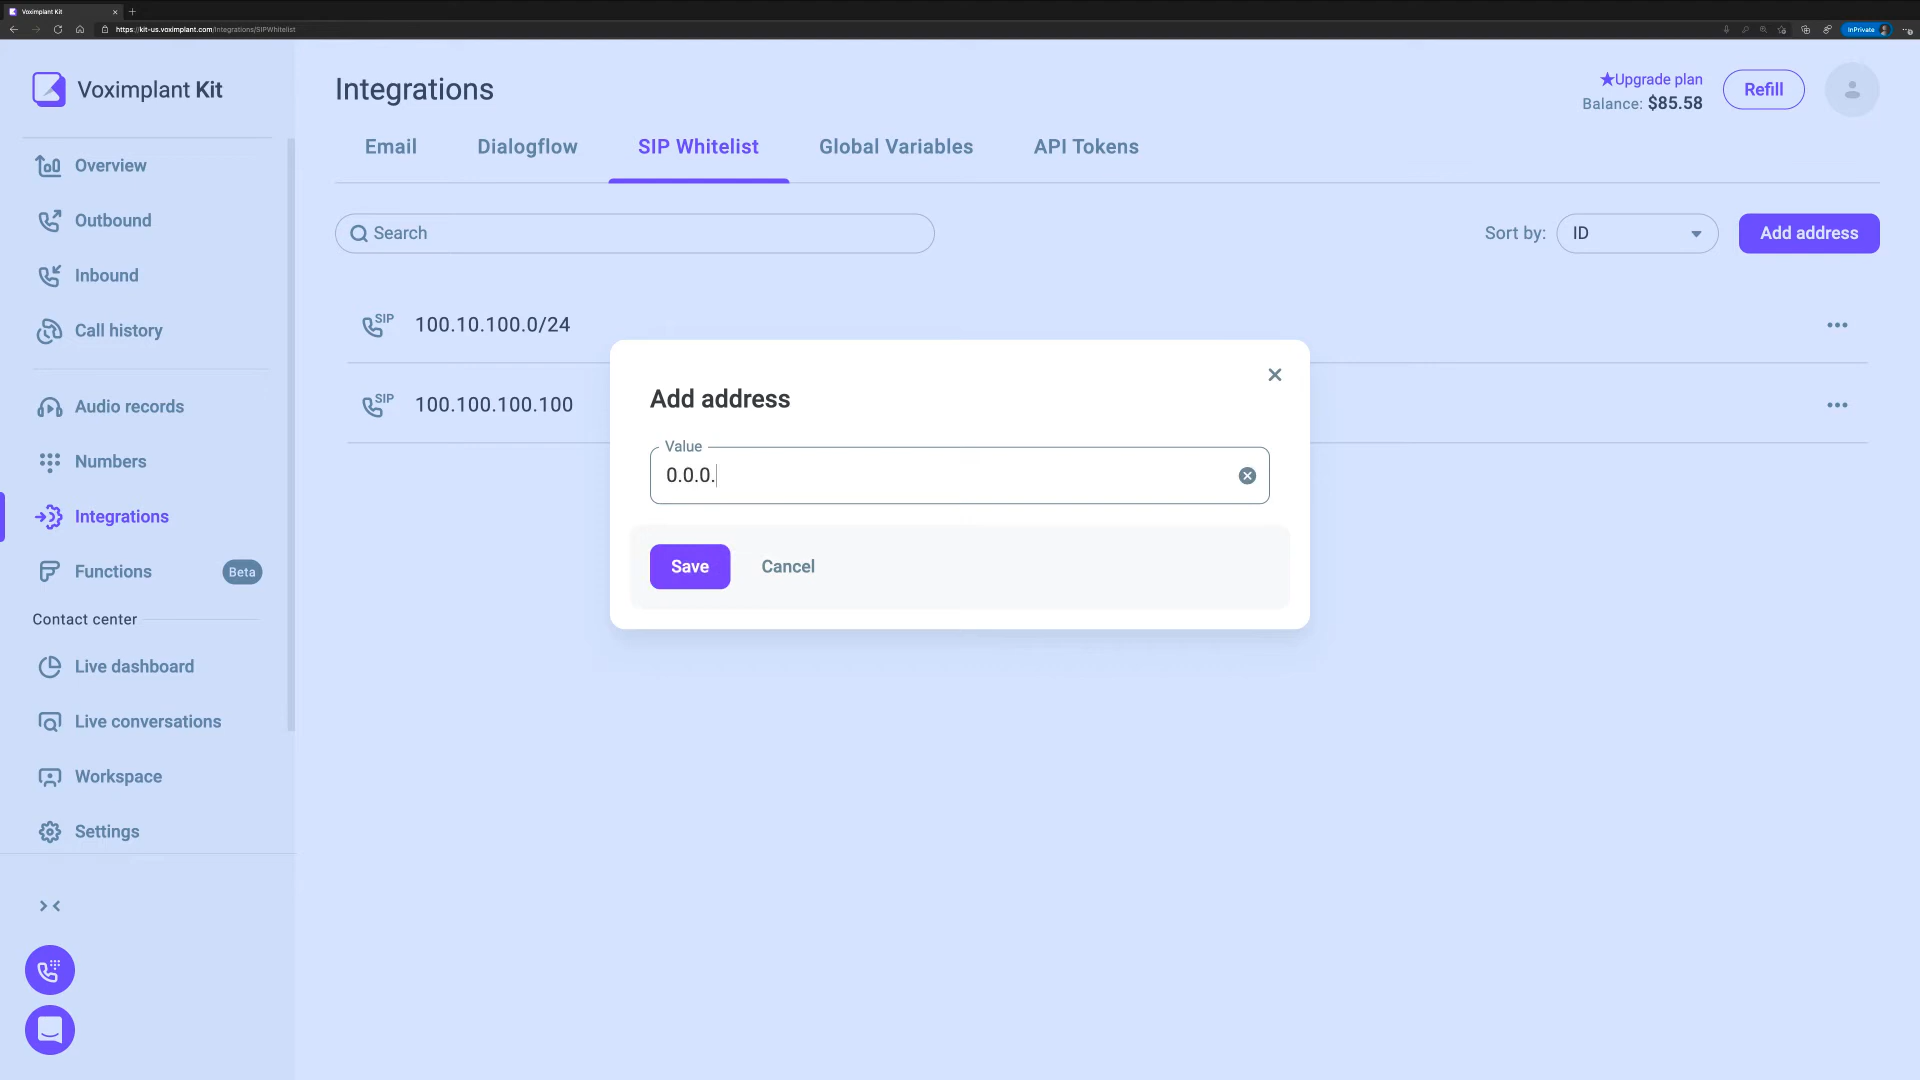 Voximplant Kit
https://kit-us.voximplant.com/integrations/SIPWhitelist
InPrivate
Voximplant Kit
Integrations
Upgrade plan
Balance: $85.58
Refill
Email
Dialogflow
SIP Whitelist
Global Variables
API Tokens
Overview
Outbound
Inbound
Call history
Audio records
Numbers
Integrations
Functions
Beta
Contact center
Live dashboard
Live conversations
Workspace
Settings
Search
Sort by:
ID
Add address
SIP
100.10.100.0/24
SIP
100.100.100.100
Add address
Value
0.0.0.
Save
Cancel